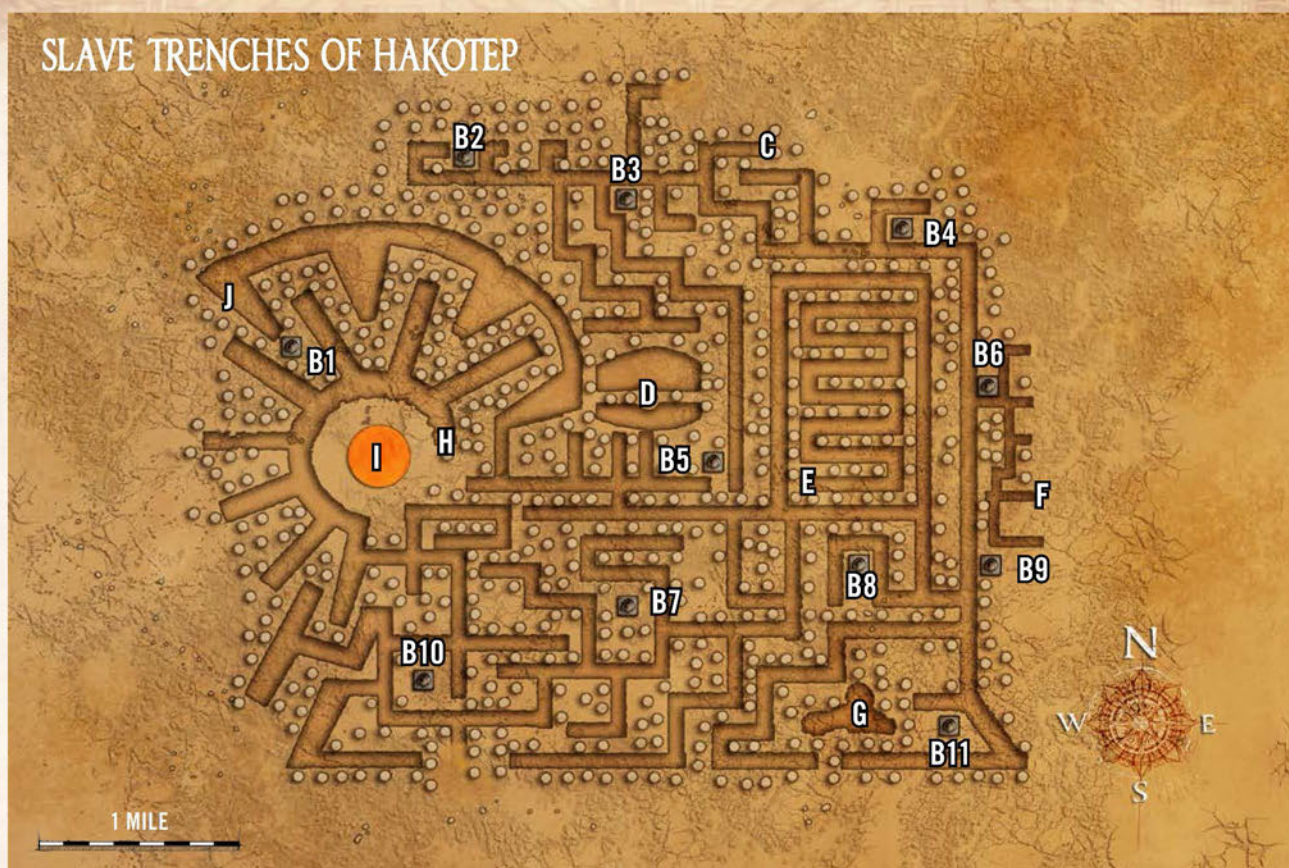 SLAVE TRENCHES OF HAKOTEP
B2
C
B3
B4
J
B1
B6
D
H
I
B5
E
F
B9
B8
B7
B10
G
B11
N
W
E
S
1 MILE